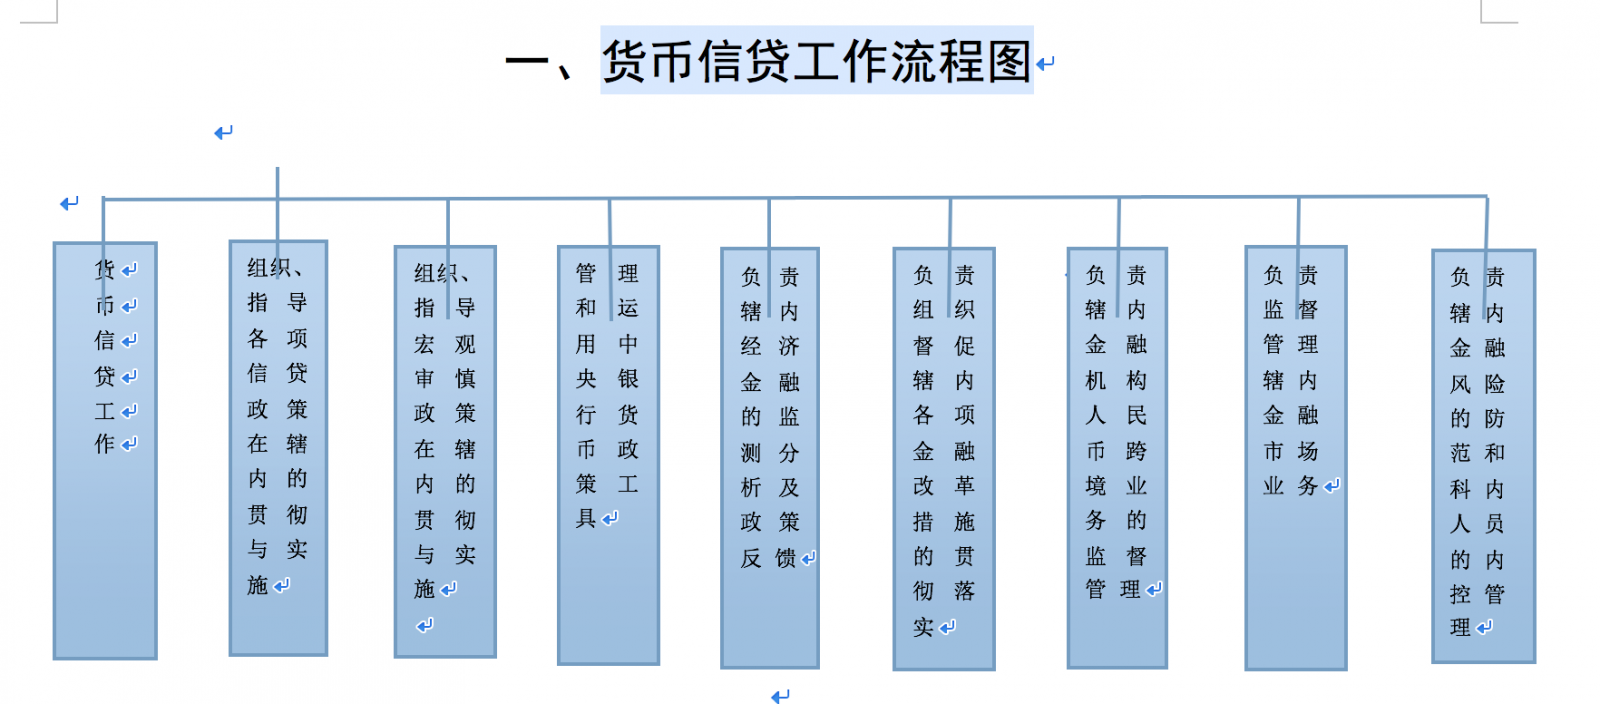 一、货币信贷工作流程图
货
币
信
贷
工
作
组织、
指导
各项
信贷
政策
在辖
内的
贯彻
与实
施
组织、
指导
宏观
审慎
政策
在辖
内的
贯彻
与实
施
管理
和运
用中
央银
行货
币政
策工
具
负责
辖内
经济
金融
的监
测分
析及
政策
反馈
负责
组织
督促
辖内
各项
金融
改革
措施
的贯
彻落
实
负责
辖内
金融
机构
人民
币跨
境业
务的
监督
管理
负责
监督
管理
辖内
金融
市场
业务
负责
辖内
金融
风险
的防
范和
科内
人员
的内
控管
理